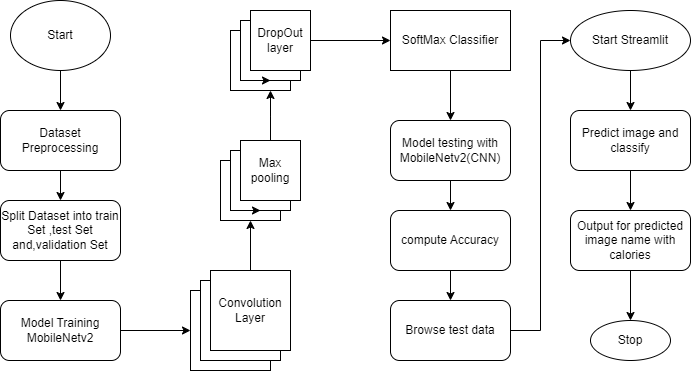 Start
Dataset
Preprocessing
Split Dataset into train
Set ,test Set
and,validation Set
Model Training
MobileNetv2
Convolution
Layer
Max
pooling
DropOut
layer
SoftMax Classifier
Model testing with
MobileNetv2(CNN)
compute Accuracy
Browse test data
Start Streamlit
Predict image and
classify
Output for predicted
image name with
calories
Stop